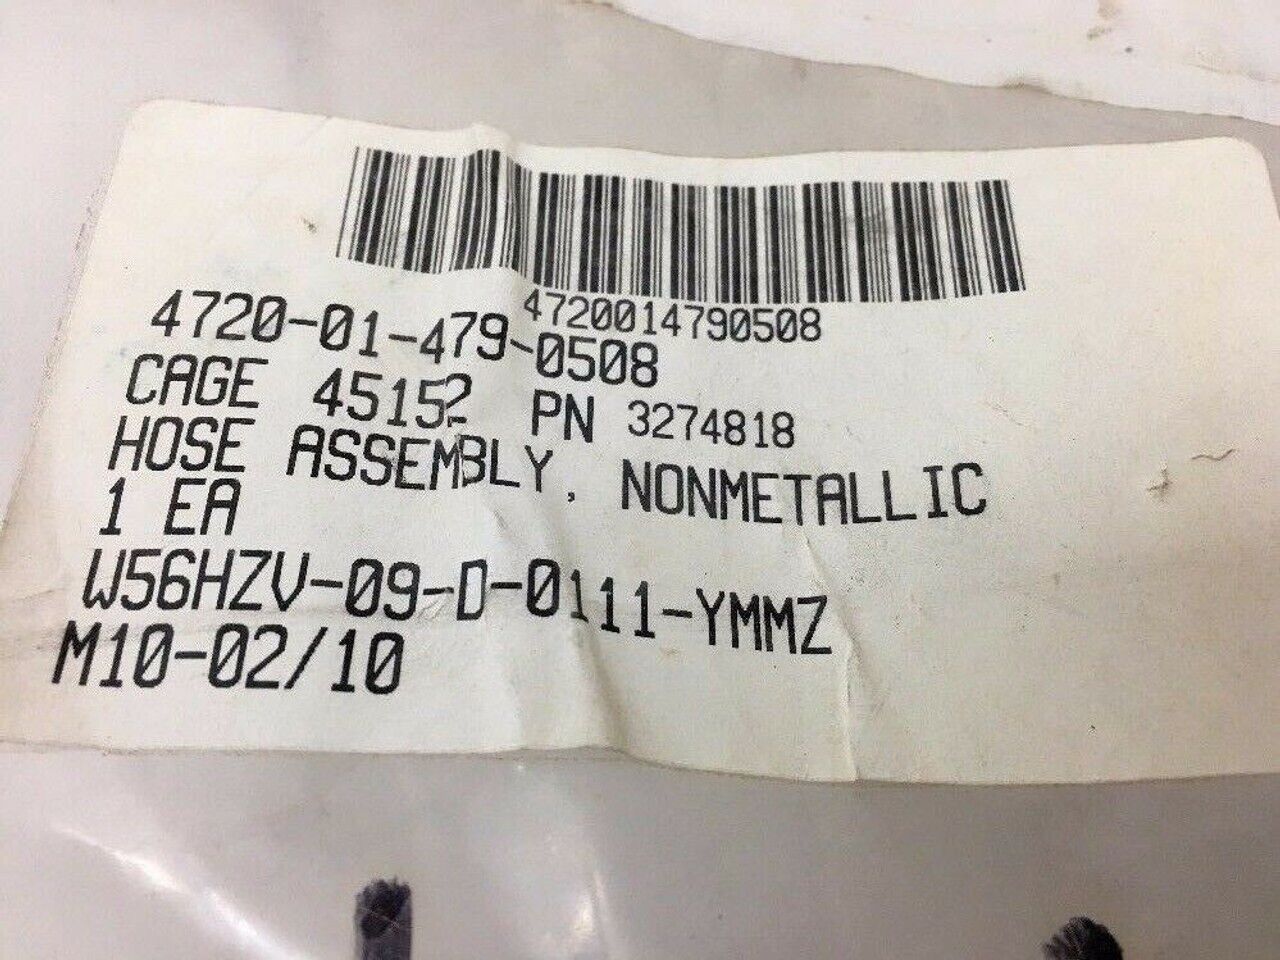 4720014790508
4720-01-479-0508
CAGE 45152 PN 3274818
HOSE ASSEMBLY, NONMETALLIC
1 EA
W56HZV-09-D-0111-YMMZ
M10-02/10